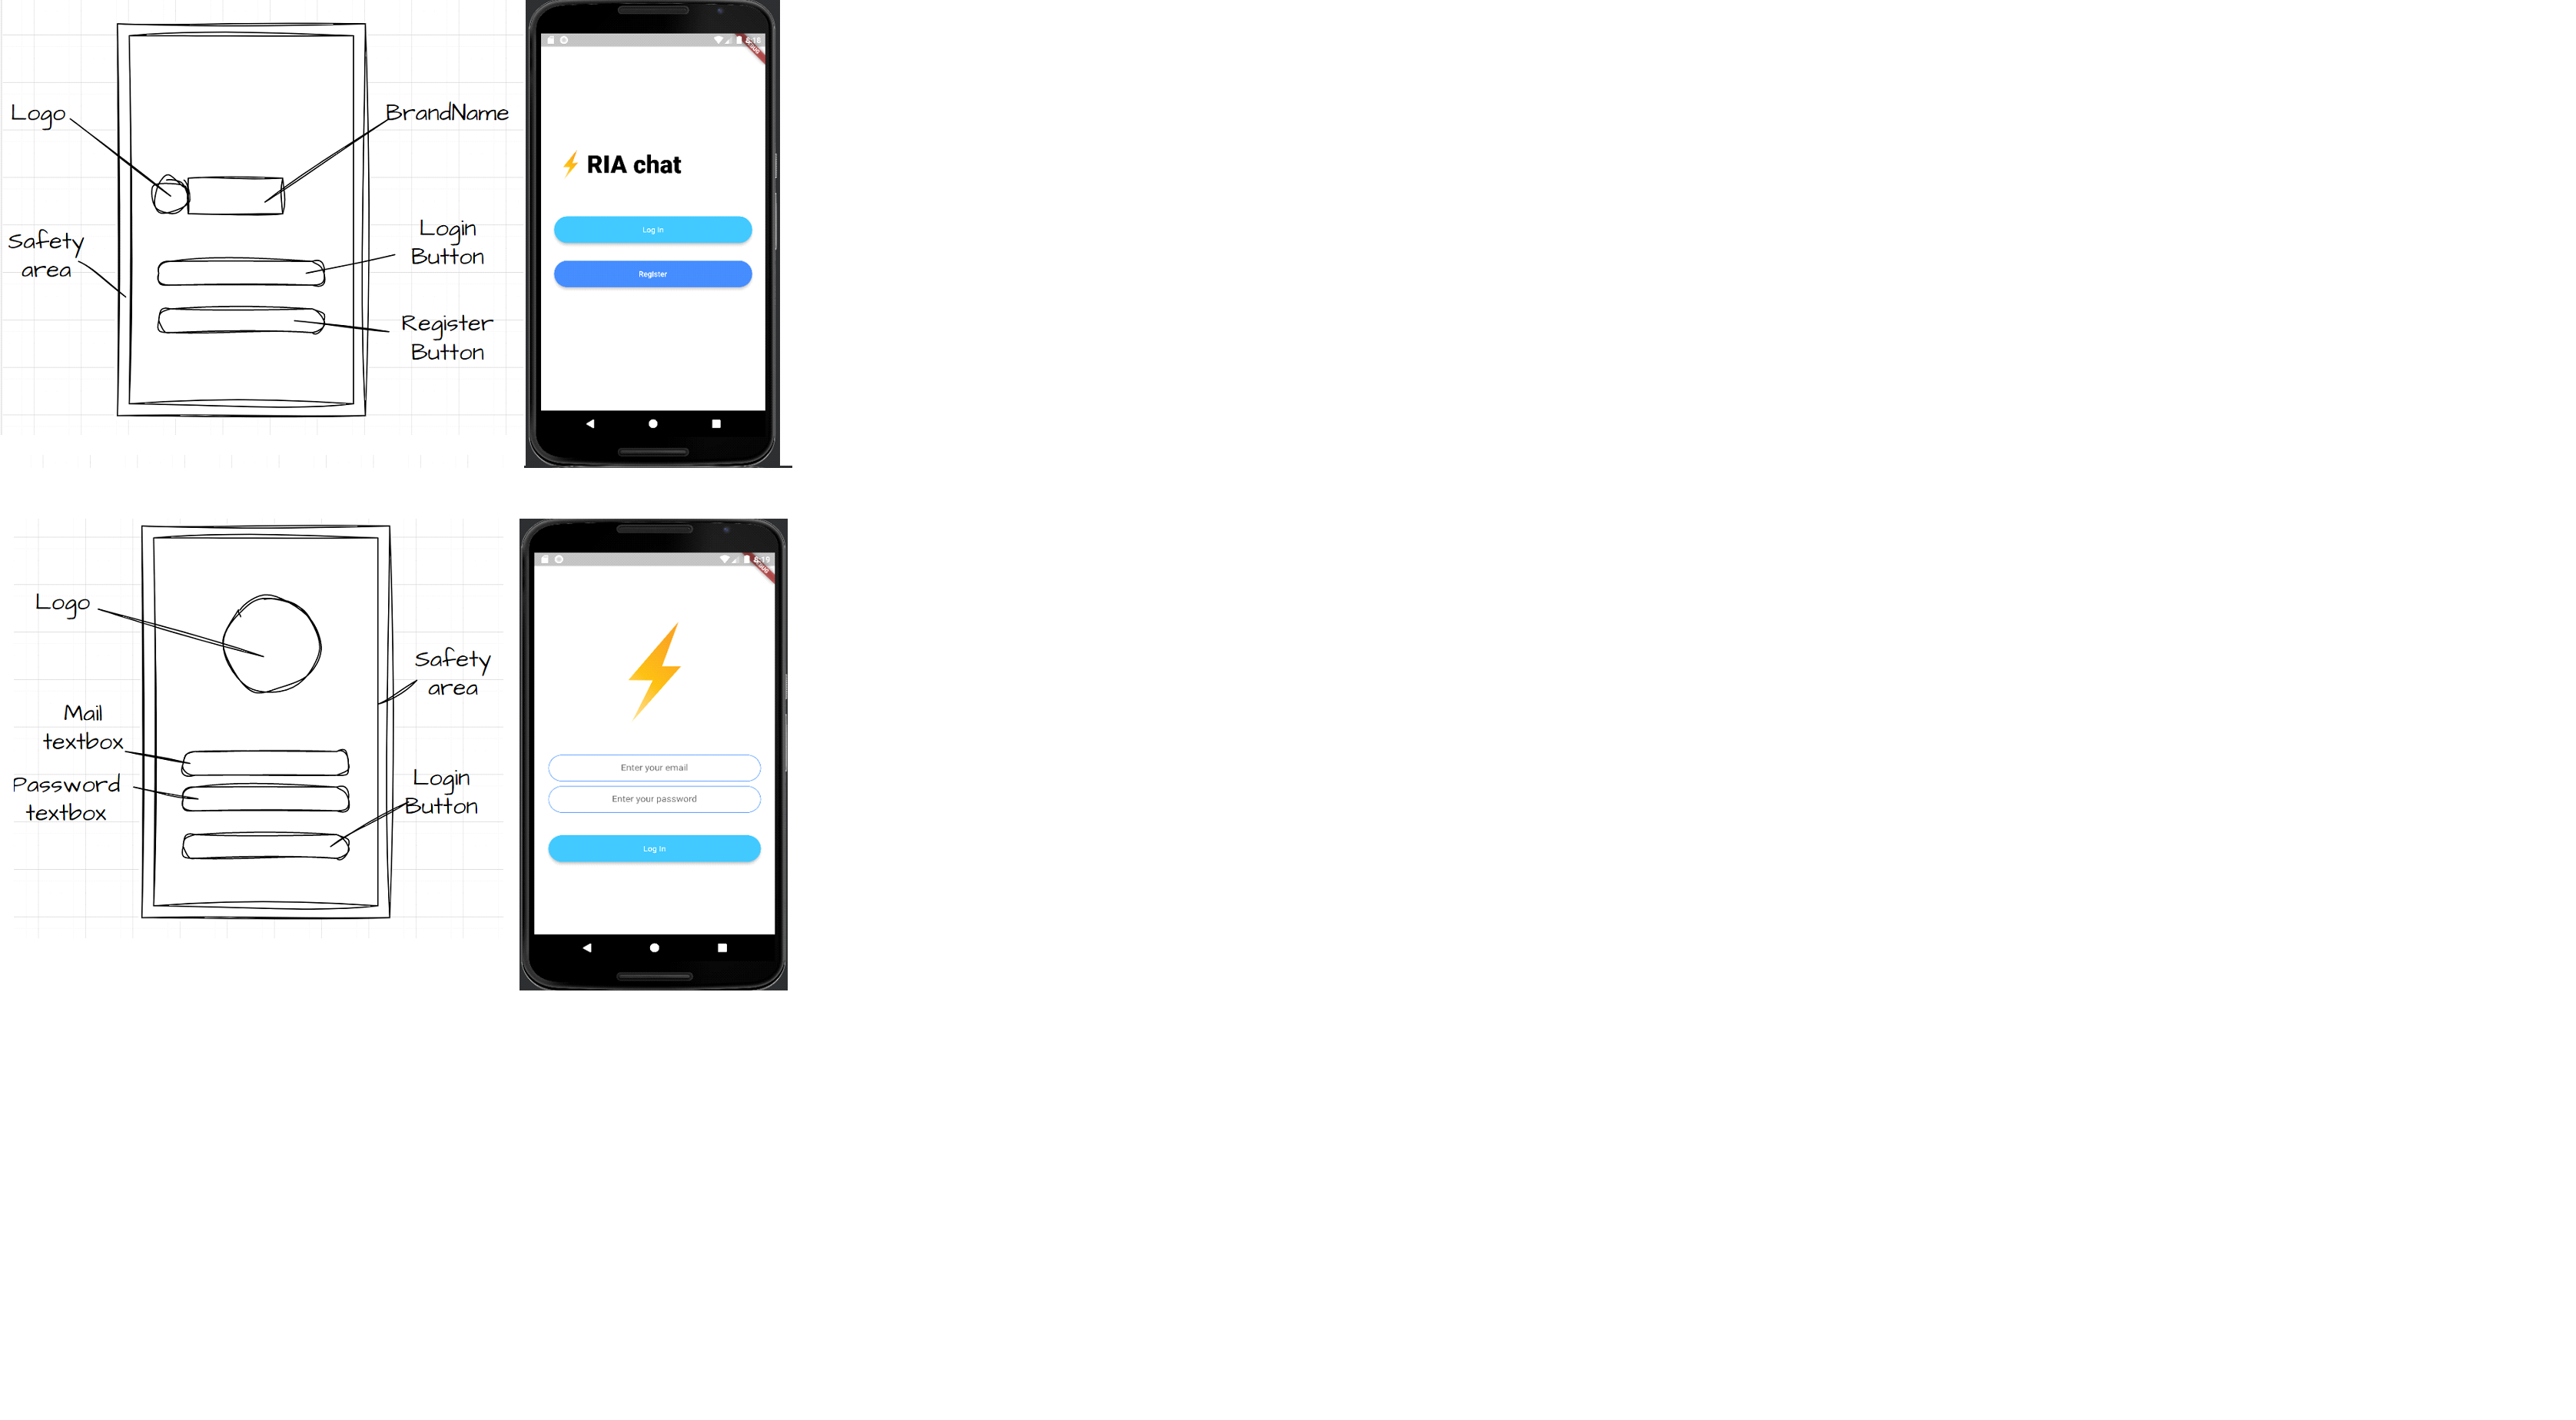 Logo
BrandName
Safety
area
Login
Button
Register
Button
RIA chat
Log In
Register
Logo
Safety
area
Mail
textbox
Password
textbox
Login
Button
Enter your email
Enter your password
Log In